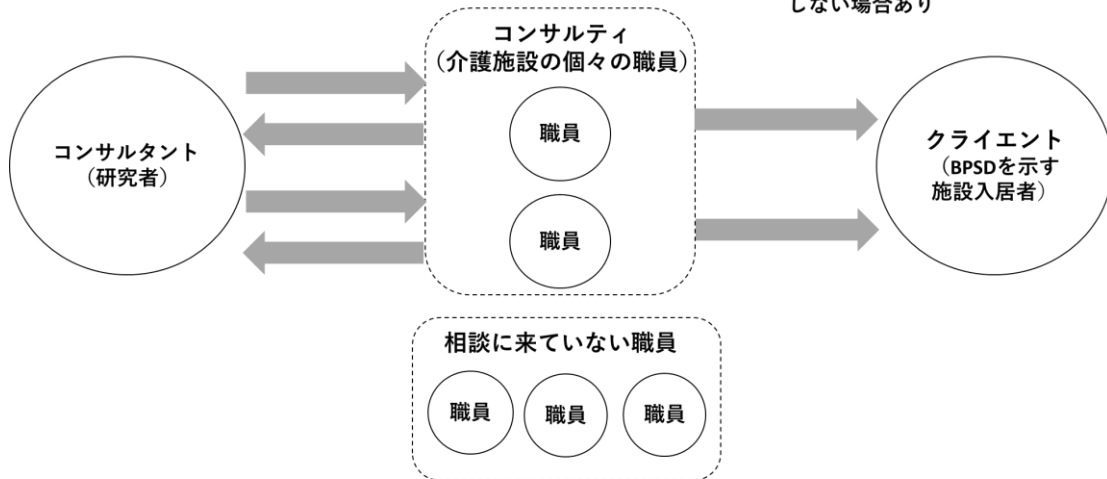 しない場合あり
コンサルティ
（介護施設の個々の職員）
職員
職員
コンサルタント
（研究者）
クライエント
（BPSDを示す
施設入居者）
相談に来ていない職員
職員
職員
職員